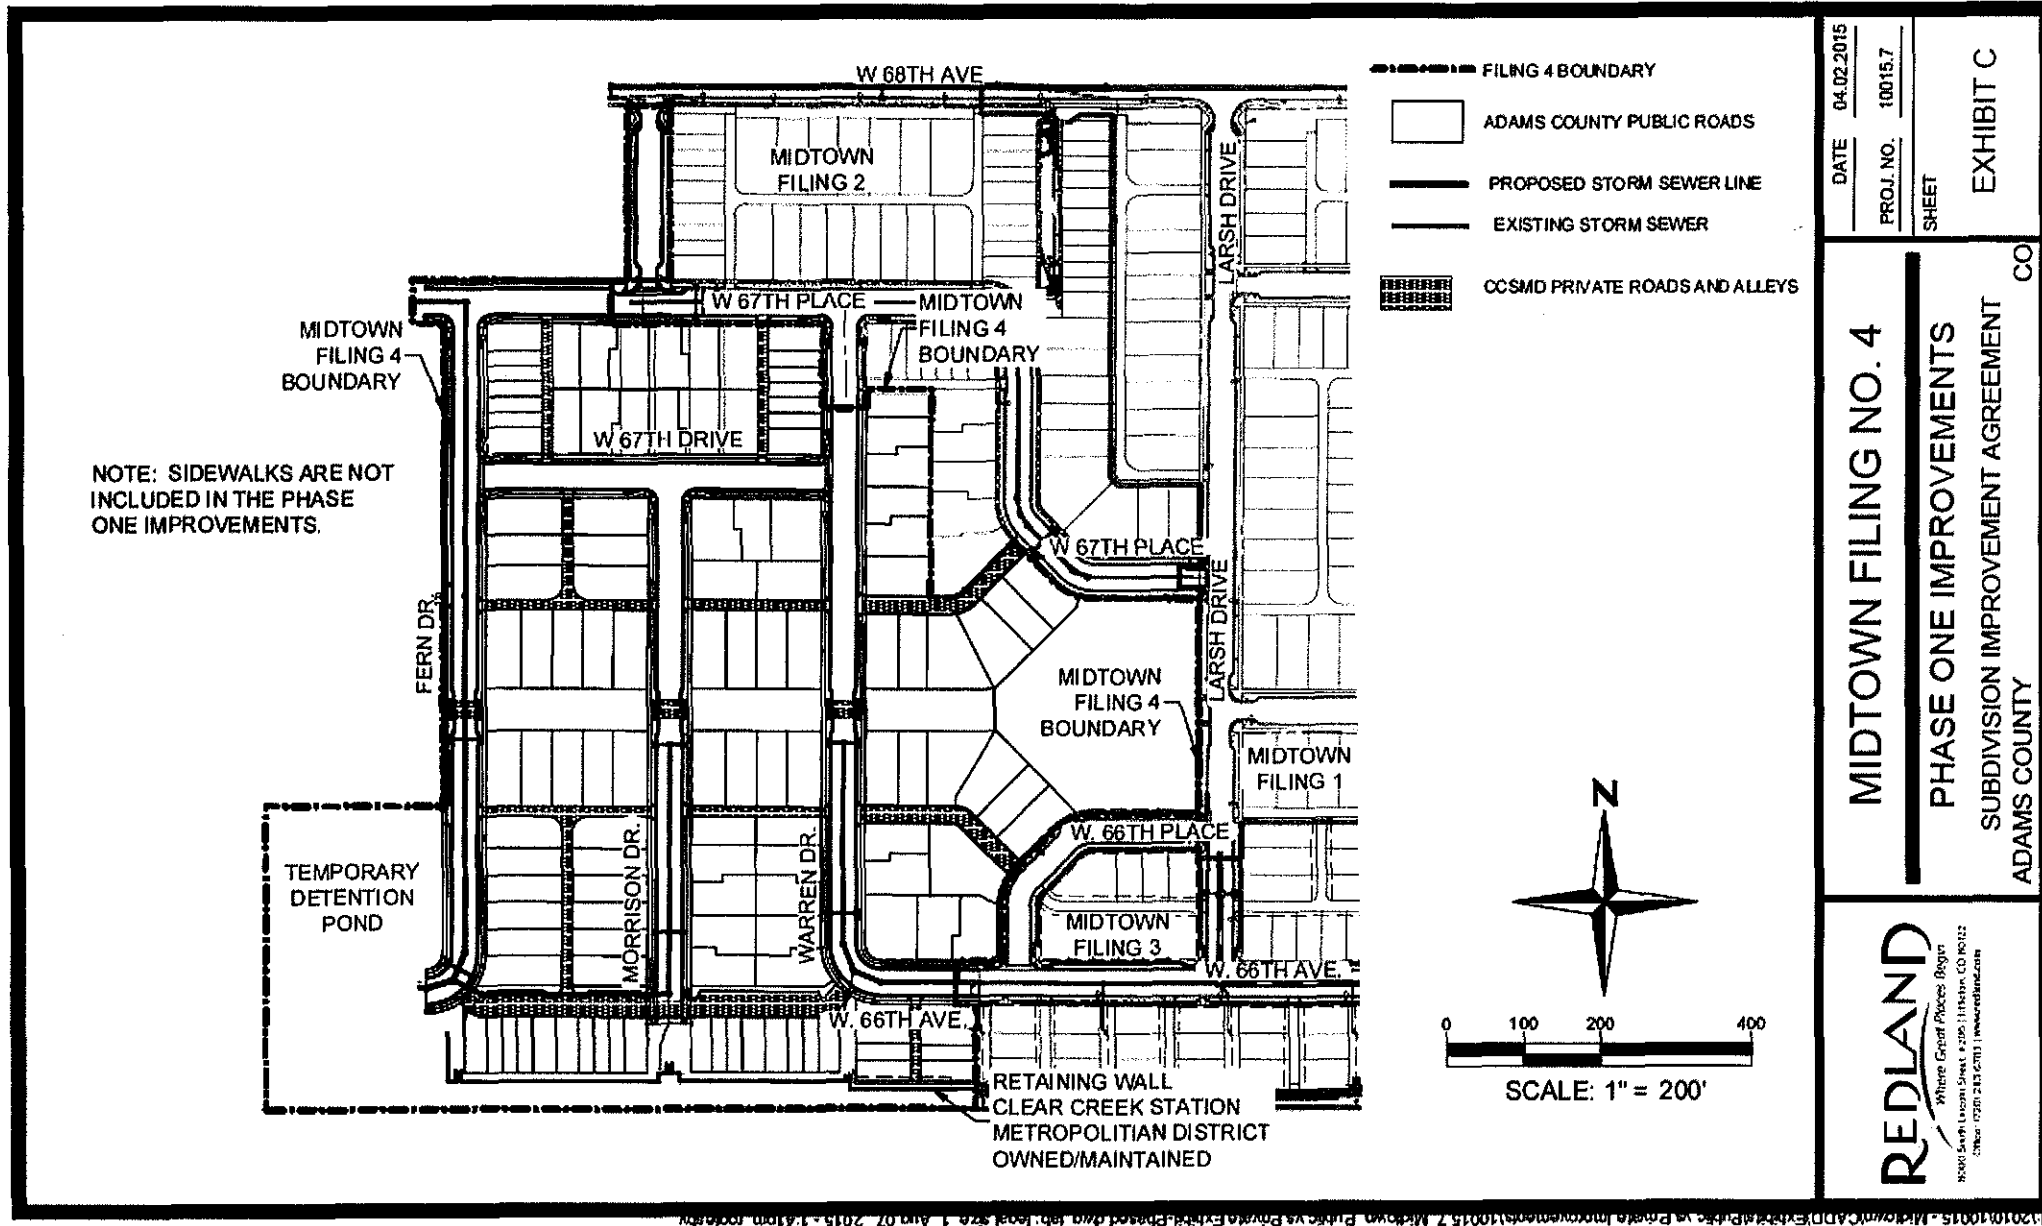 W 68TH AVE
MIDTOWN
FILING 2
LARSH DRIVE
W 67TH PLACE
MIDTOWN
FILING 4
BOUNDARY
MIDTOWN
FILING 4
BOUNDARY
W 67TH DRIVE
NOTE: SIDEWALKS ARE NOT
INCLUDED IN THE PHASE
ONE IMPROVEMENTS.
W 67TH PLACE
FERN DR.
LARSH DRIVE
MIDTOWN
FILING 4
BOUNDARY
MIDTOWN
FILING 1
W. 66TH PLACE
TEMPORARY
DETENTION
POND
MORRISON DR.
WARREN DR.
MIDTOWN
FILING 3
W. 66TH AVE.
W. 66TH AVE.
RETAINING WALL
CLEAR CREEK STATION
METROPOLITIAN DISTRICT
OWNED/MAINTAINED
FILING 4 BOUNDARY
ADAMS COUNTY PUBLIC ROADS
PROPOSED STORM SEWER LINE
EXISTING STORM SEWER
CCSMD PRIVATE ROADS AND ALLEYS
N
0 100 200 400
SCALE: 1" = 200'
DATE 04.02.2015
PROJ. NO. 10015.7
SHEET
EXHIBIT C
MIDTOWN FILING NO. 4
PHASE ONE IMPROVEMENTS
SUBDIVISION IMPROVEMENT AGREEMENT
ADAMS COUNTY CO
REDLAND
Where Great Places Begin